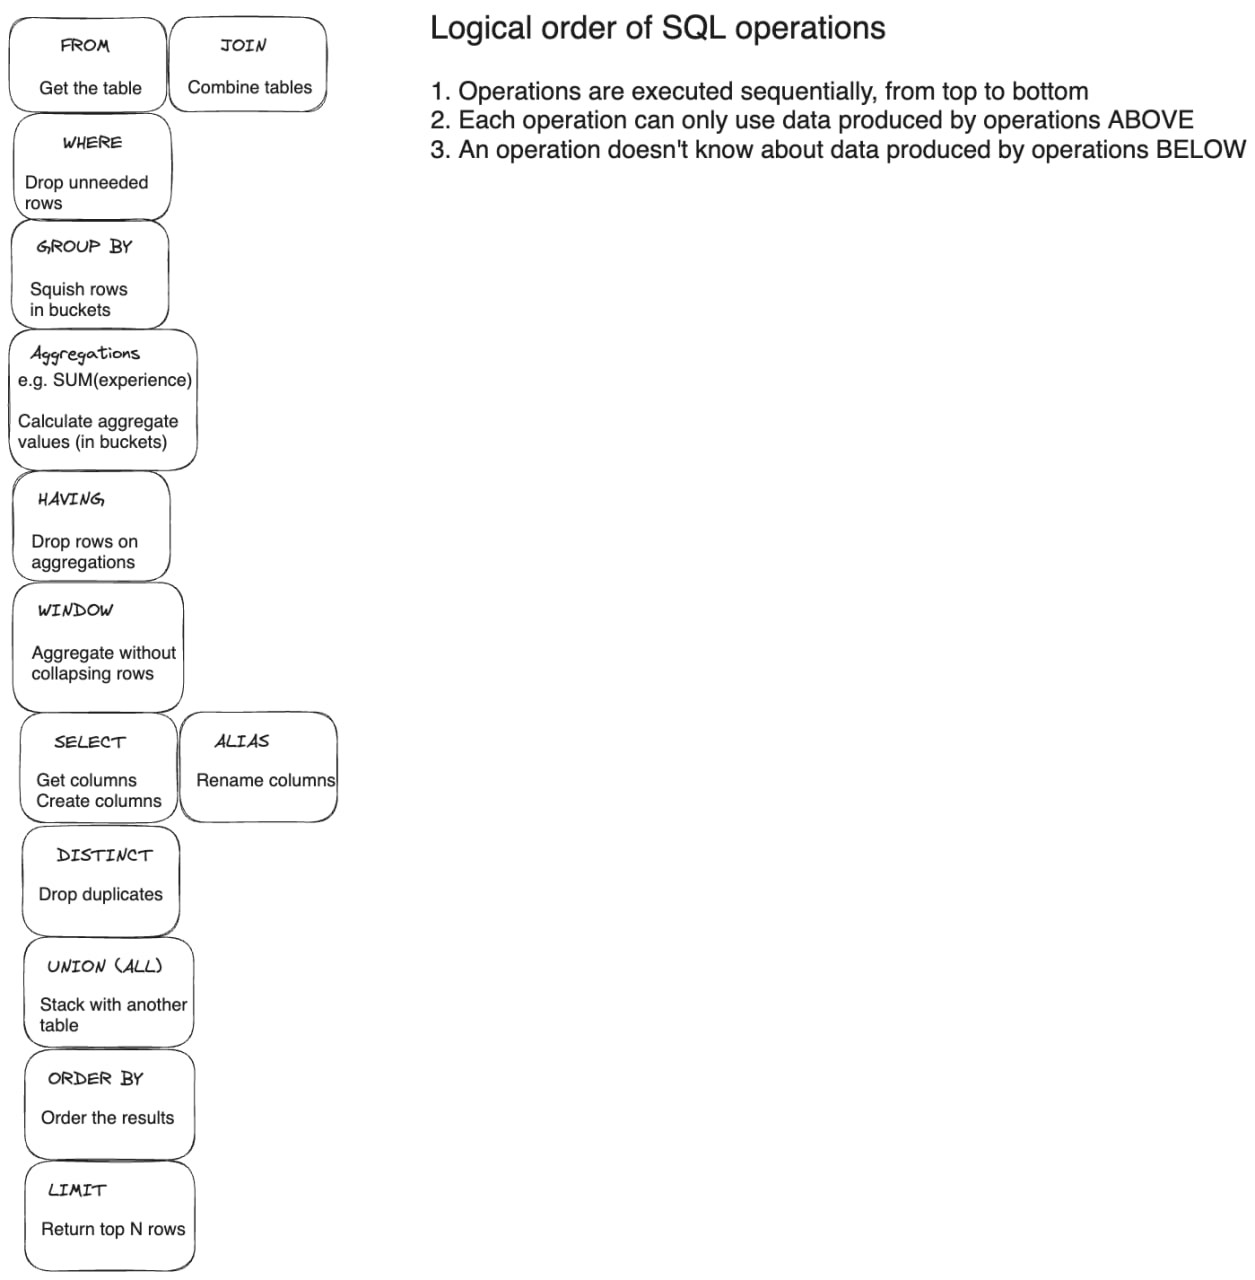 Logical order of SQL operations
1. Operations are executed sequentially, from top to bottom
2. Each operation can only use data produced by operations ABOVE
3. An operation doesn't know about data produced by operations BELOW
FROM
Get the table
JOIN
Combine tables
WHERE
Drop unneeded
rows
GROUP BY
Squish rows
in buckets
Aggregations
e.g. SUM(experience)
Calculate aggregate
values (in buckets)
HAVING
Drop rows on
aggregations
WINDOW
Aggregate without
collapsing rows
SELECT
Get columns
Create columns
ALIAS
Rename columns
DISTINCT
Drop duplicates
UNION (ALL)
Stack with another
table
ORDER BY
Order the results
LIMIT
Return top N rows